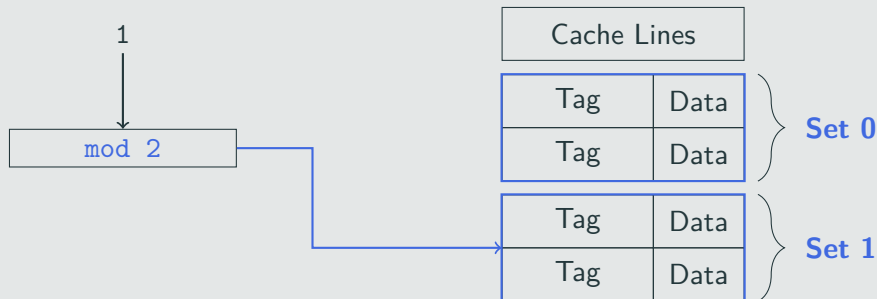 1
mod 2
Cache Lines
Tag Data
Tag Data
Set 0
Tag Data
Tag Data
Set 1